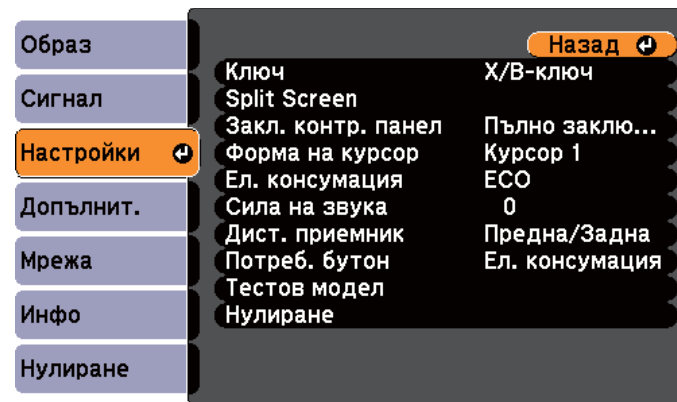 Образ
Сигнал
Настройки
Допълнит.
Мрежа
Инфо
Нулиране
Назад
Ключ Х/В-ключ
Split Screen
Закл. контр. панел Пълно заклю...
Форма на курсор Курсор 1
Ел. консумация ECO
Сила на звука 0
Дист. приемник Предна/Задна
Потреб. бутон Ел. консумация
Тестов модел
Нулиране